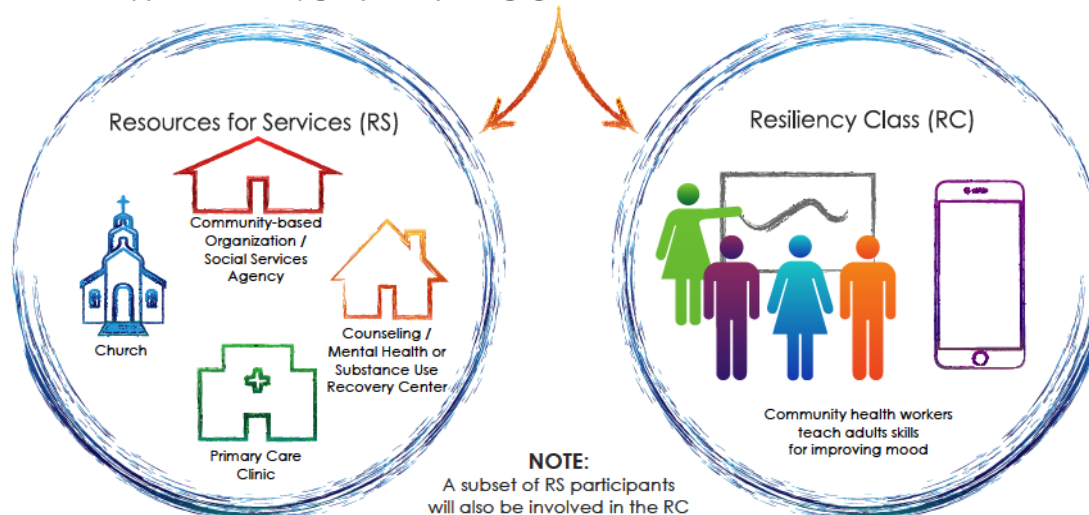 Resources for Services (RS)
Community-based
Organization /
Social Services
Agency
Church
Counseling /
Mental Health or
Substance Use
Recovery Center
Primary Care
Clinic
Resiliency Class (RC)
Community health workers
teach adults skills
for improving mood
NOTE:
A subset of RS participants
will also be involved in the RC